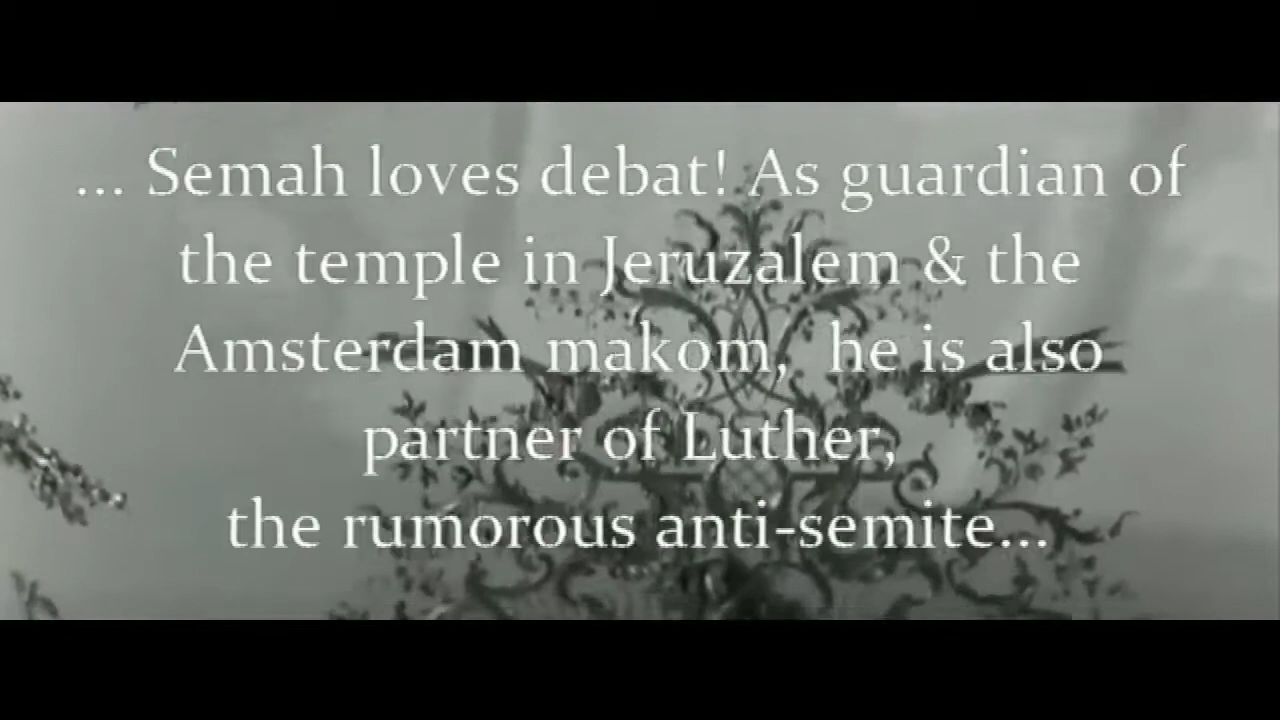 ... Semah loves debat! As guardian of
the temple in Jeruzalem & the
Amsterdam makom, he is also
partner of Luther,
the rumorous anti-semite...